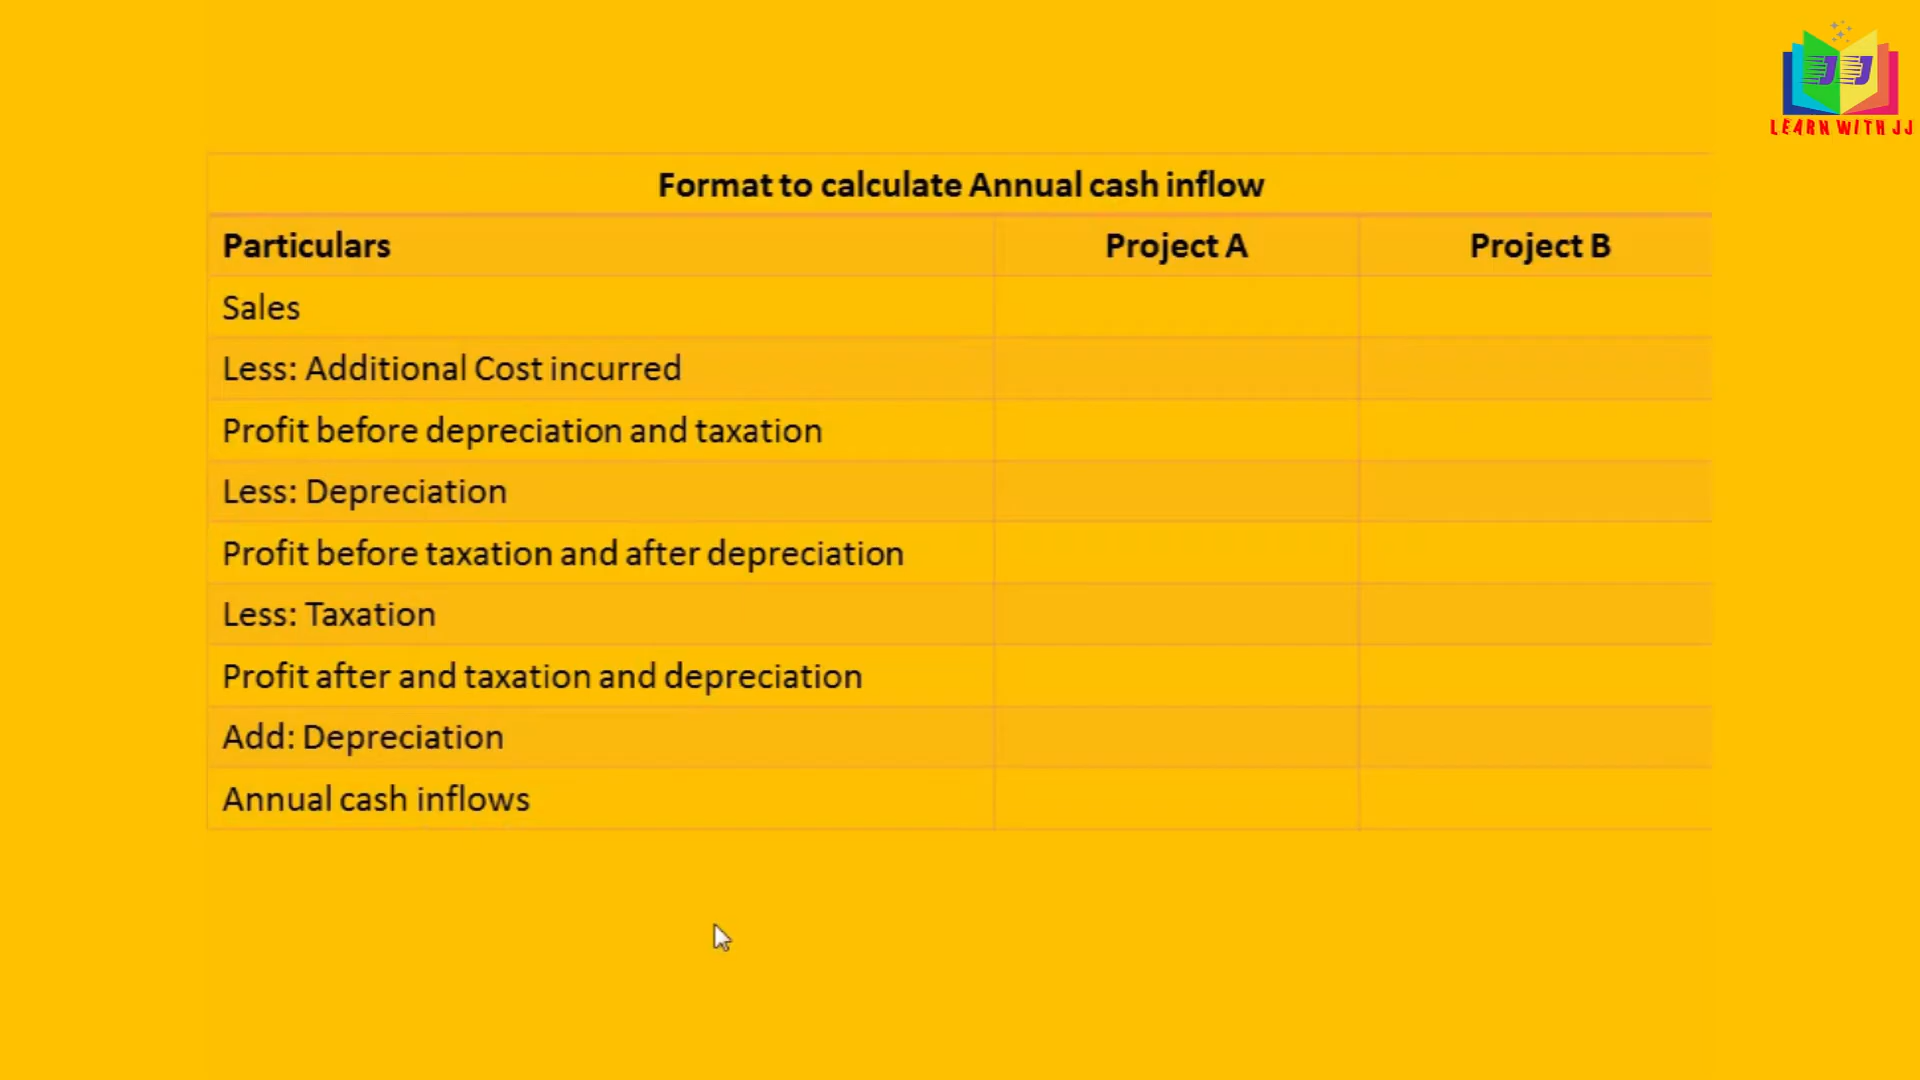 JJ
LEARN WITH JJ
Format to calculate Annual cash inflow
Particulars Project A Project B
Sales
Less: Additional Cost incurred
Profit before depreciation and taxation
Less: Depreciation
Profit before taxation and after depreciation
Less: Taxation
Profit after and taxation and depreciation
Add: Depreciation
Annual cash inflows